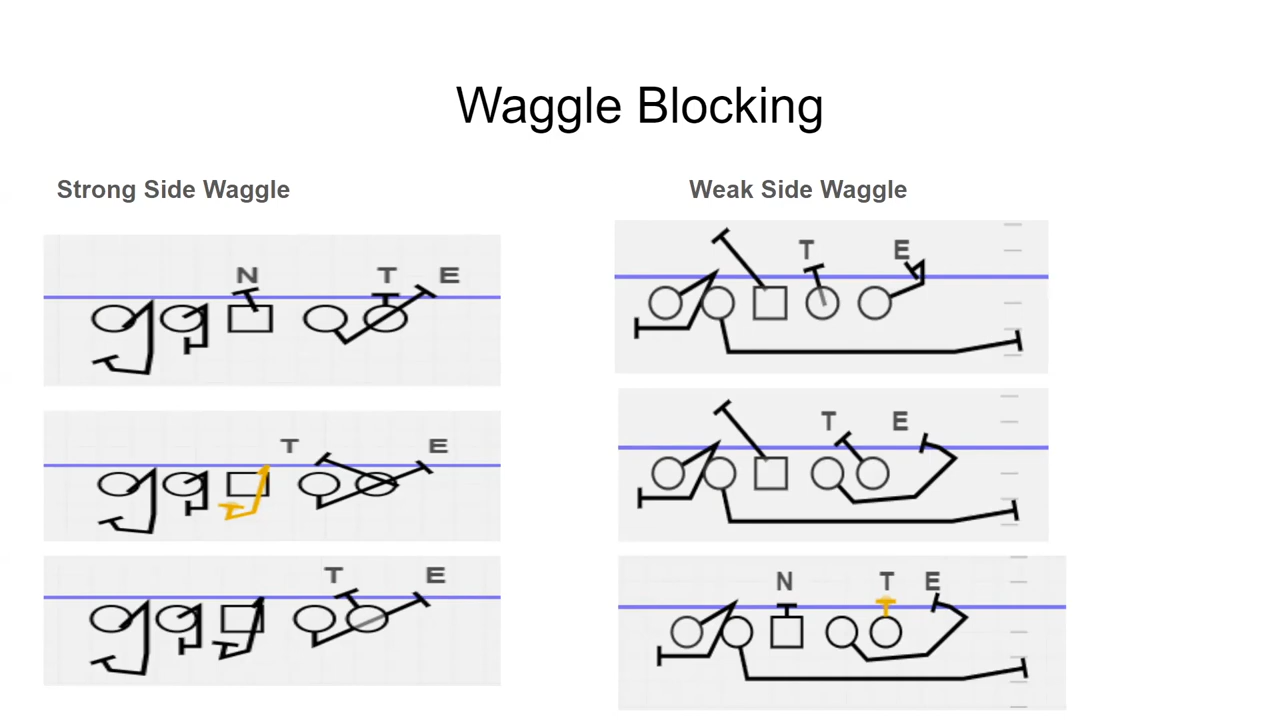 Waggle Blocking
Strong Side Waggle
N T E
T E
T E
Weak Side Waggle
T E
T E
N T E